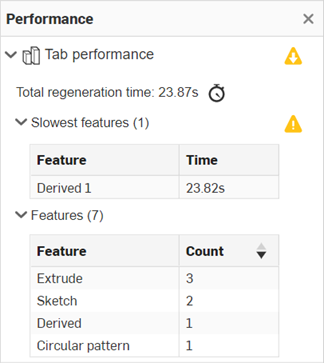 Performance
Tab performance
Total regeneration time: 23.87s
Slowest features (1)
Feature Time
Derived 1 23.82s
Features (7)
Feature Count
Extrude 3
Sketch 2
Derived 1
Circular pattern 1